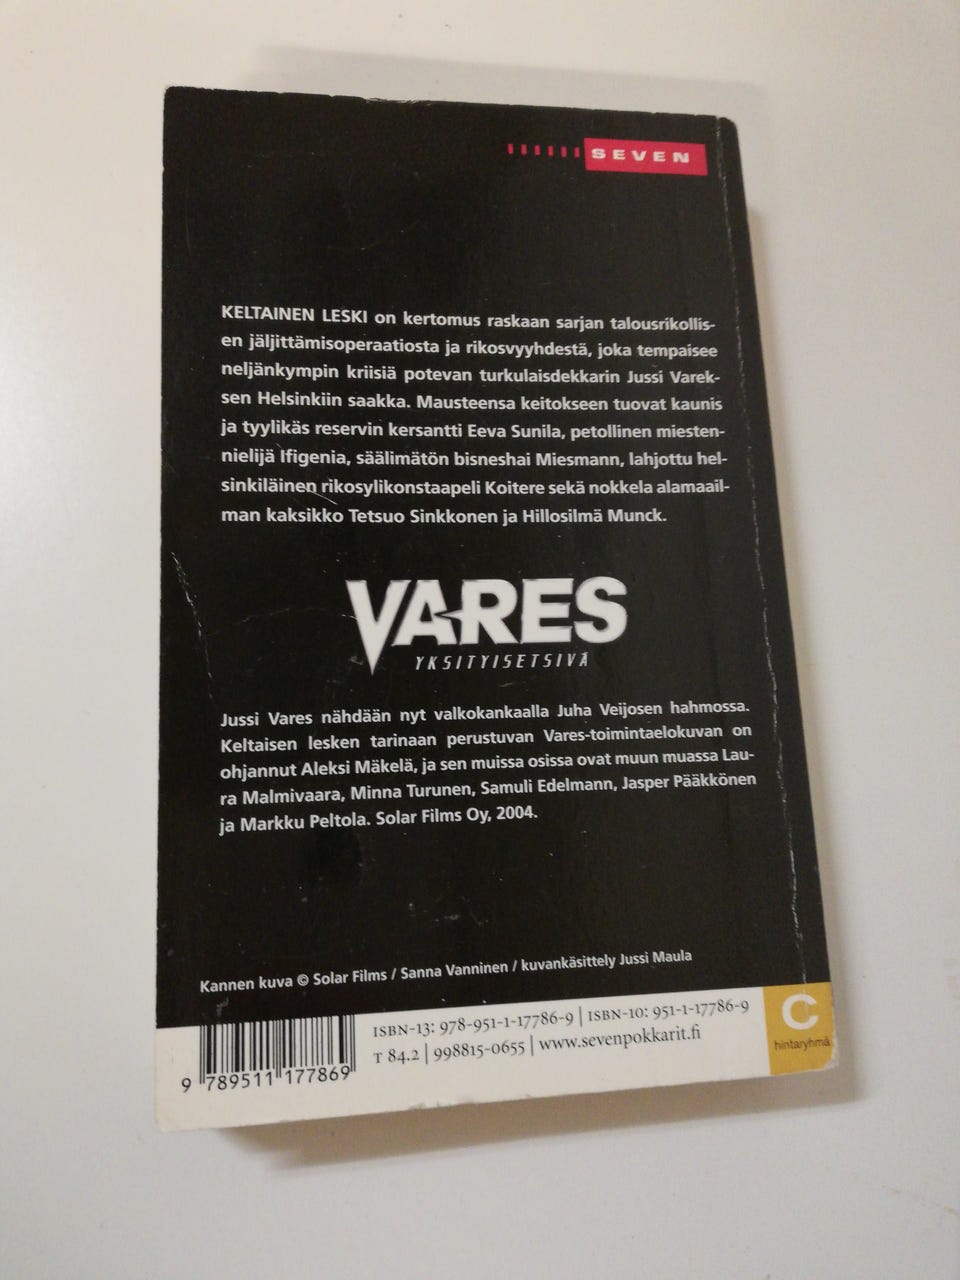 SEVEN
KELTAINEN LESKI on kertomus raskaan sarjan talousrikollis-
en jäljittämisoperaatiosta ja rikosvyyhdestä, joka tempaisee
neljänkympin kriisiä potevan turkulaisdekkarin Jussi Varek-
sen Helsinkiin saakka. Mausteensa keitokseen tuovat kaunis
ja tyylikäs reservin kersantti Eeva Sunila, petollinen miesten-
nielijä Ifigenia, säälimätön bisneshai Miesmann, lahjottu hel-
sinkiläinen rikosylikonstaapeli Koitere sekä nokkela alamaail-
man kaksikko Tetsuo Sinkkonen ja Hillosilmä Munck.
VARES
YKSITYISETSIVÄ
Jussi Vares nähdään nyt valkokankaalla Juha Veijosen hahmossa.
Keltaisen lesken tarinaan perustuvan Vares-toimintaelokuvan on
ohjannut Aleksi Mäkelä, ja sen muissa osissa ovat muun muassa Lau-
ra Malmivaara, Minna Turunen, Samuli Edelmann, Jasper Pääkkönen
ja Markku Peltola. Solar Films Oy, 2004.
Kannen kuva © Solar Films / Sanna Vanninen / kuvankäsittely Jussi Maula
ISBN-13: 978-951-1-17786-9 | ISBN-10: 951-1-17786-9
T 84.2 | 998815-0655 | www.sevenpokkarit.fi
9 789511 177869
C
hintaryhmä